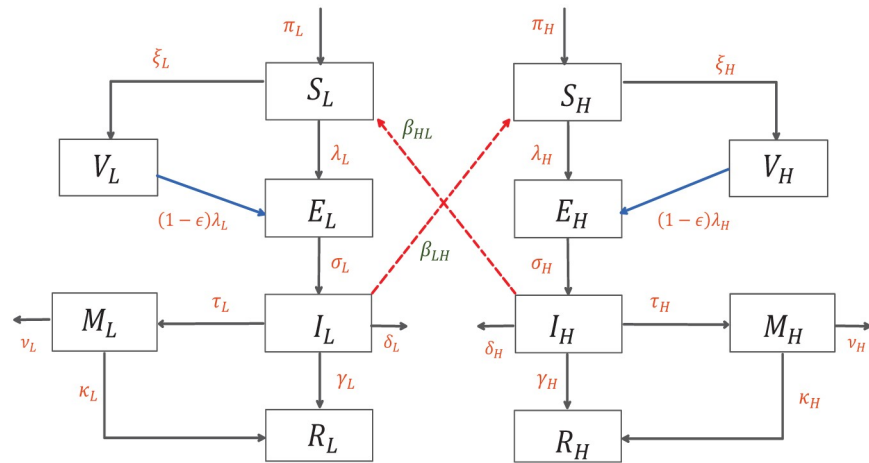 π_L π_H
ξ_L S_L S_H ξ_H
β_HL
V_L λ_L λ_H V_H
(1−ϵ)λ_L E_L E_H (1−ϵ)λ_H
β_LH
σ_L σ_H
M_L τ_L I_L I_H τ_H M_H
ν_L δ_L δ_H ν_H
κ_L γ_L γ_H κ_H
R_L R_H